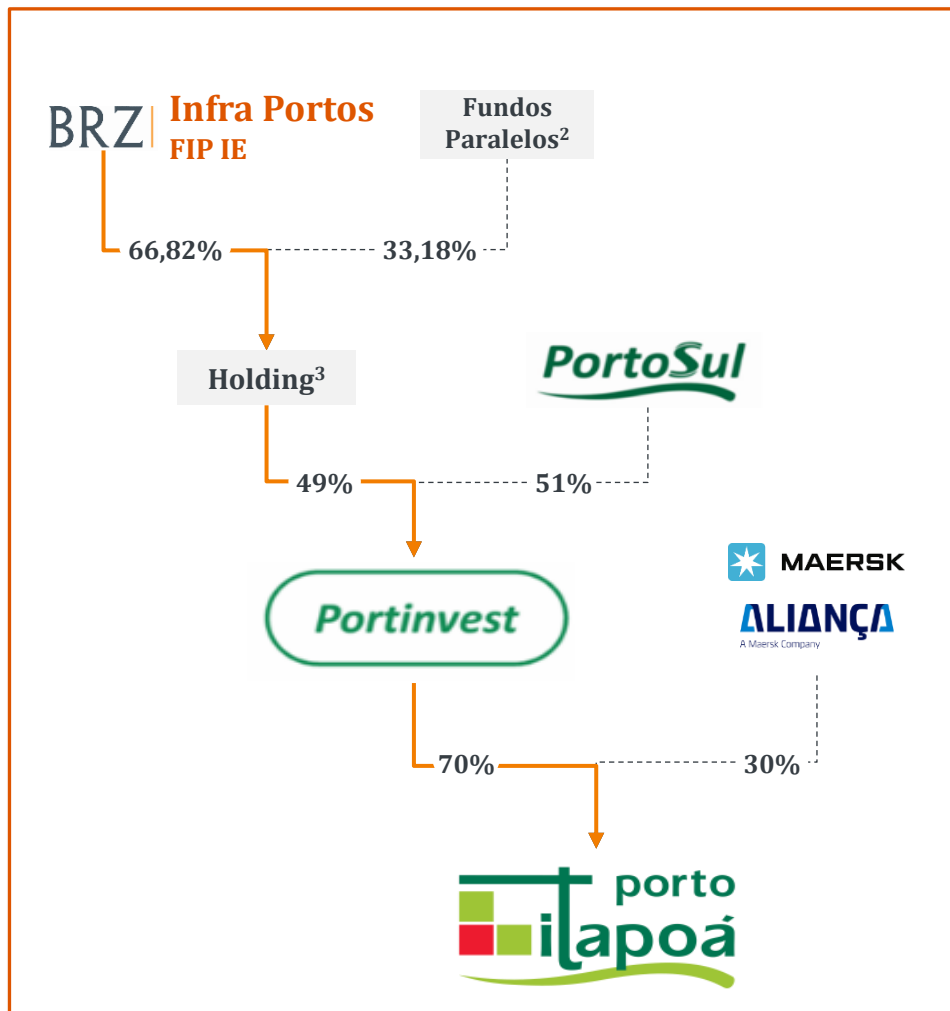 BRZ
Infra Portos
FIP IE
Fundos
Paralelos²
66,82%
33,18%
Holding³
PortoSul
49%
51%
Portinvest
MAERSK
ALIANÇA
A Maersk Company
70%
30%
porto
itapoá